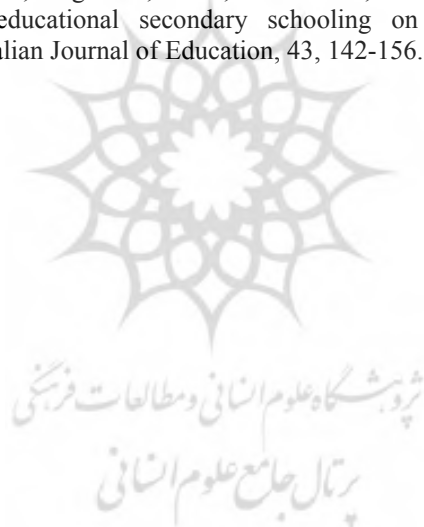 educational secondary schooling on
alian Journal of Education, 43, 142-156.
پژوهشگاه علوم انسانی و مطالعات فرهنگی
پرتال جامع علوم انسانی